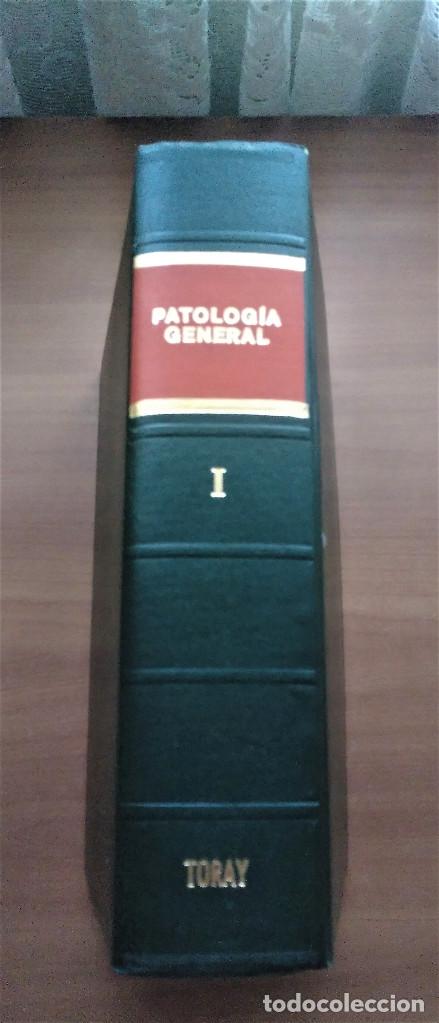 PATOLOGÍA
GENERAL
I
TORAY
todocoleccion